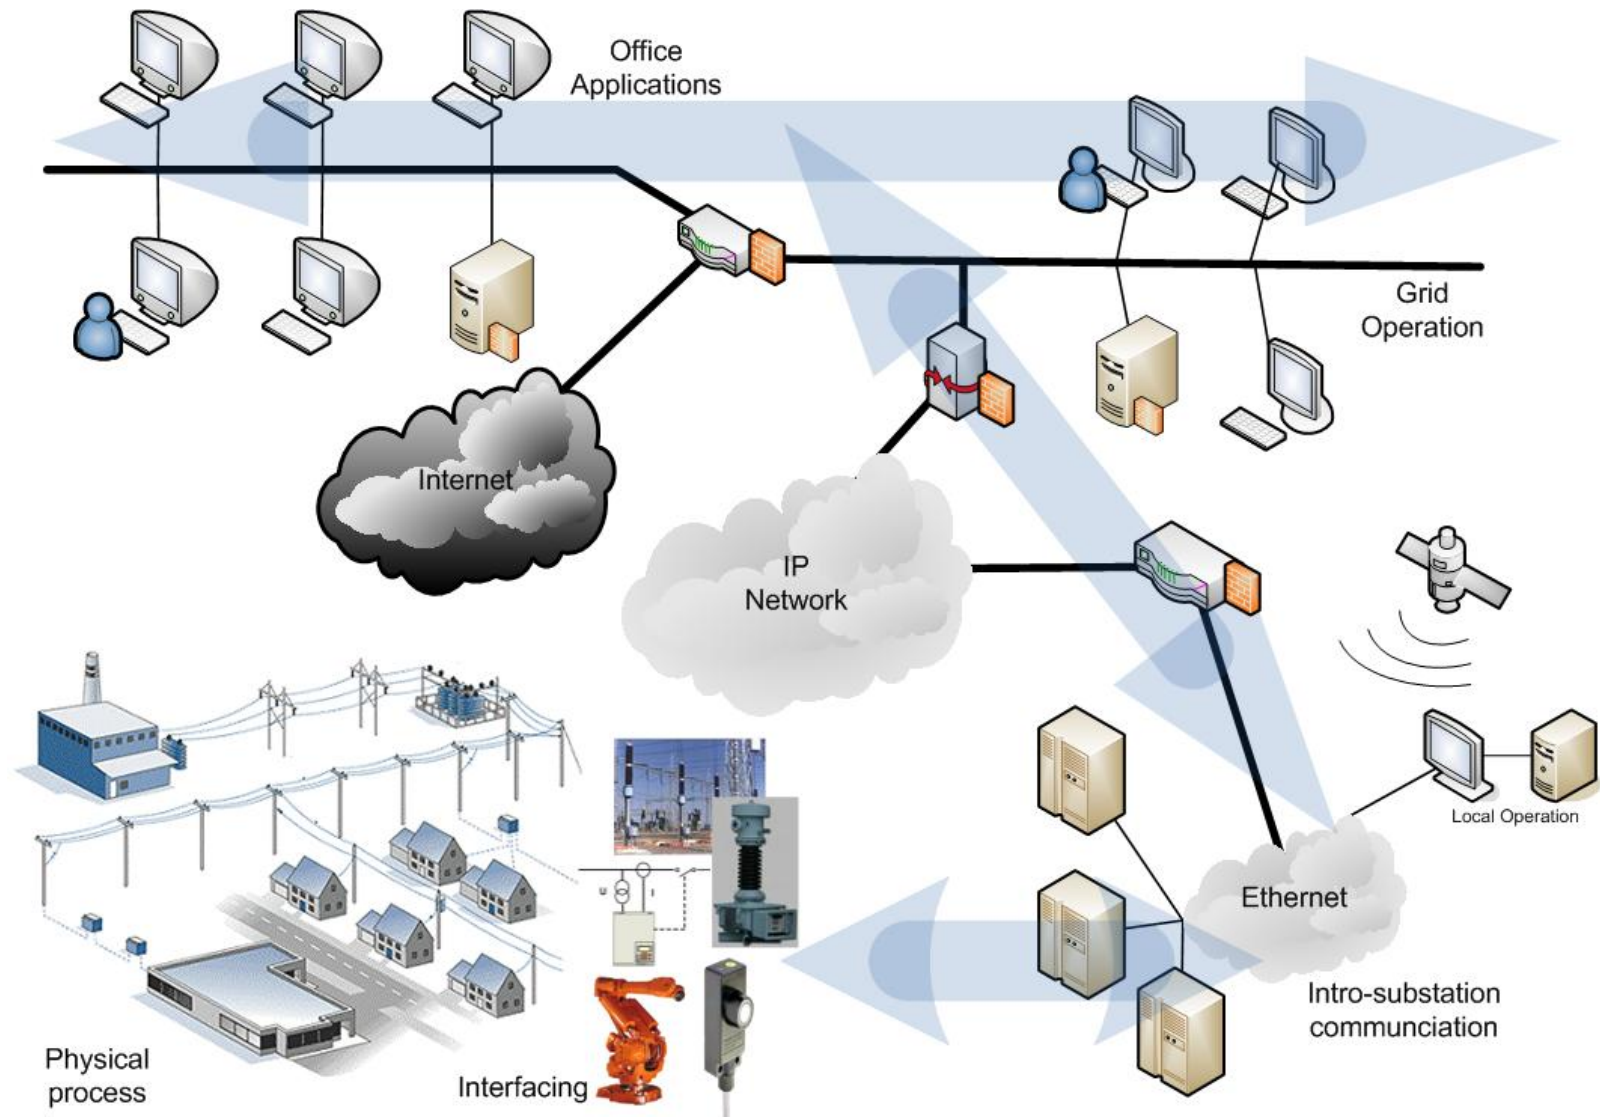 Office
Applications
Grid
Operation
Internet
IP
Network
Local Operation
Ethernet
Intro-substation
communciation
Physical
process
Interfacing